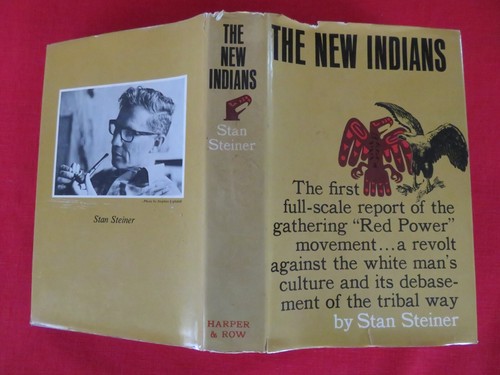 Stan Steiner
THE
NEW
INDIANS
Stan
Steiner
HARPER
& ROW
THE NEW INDIANS
The first
full-scale report of the
gathering "Red Power"
movement...a revolt
against the white man's
culture and its debase-
ment of the tribal way
by Stan Steiner